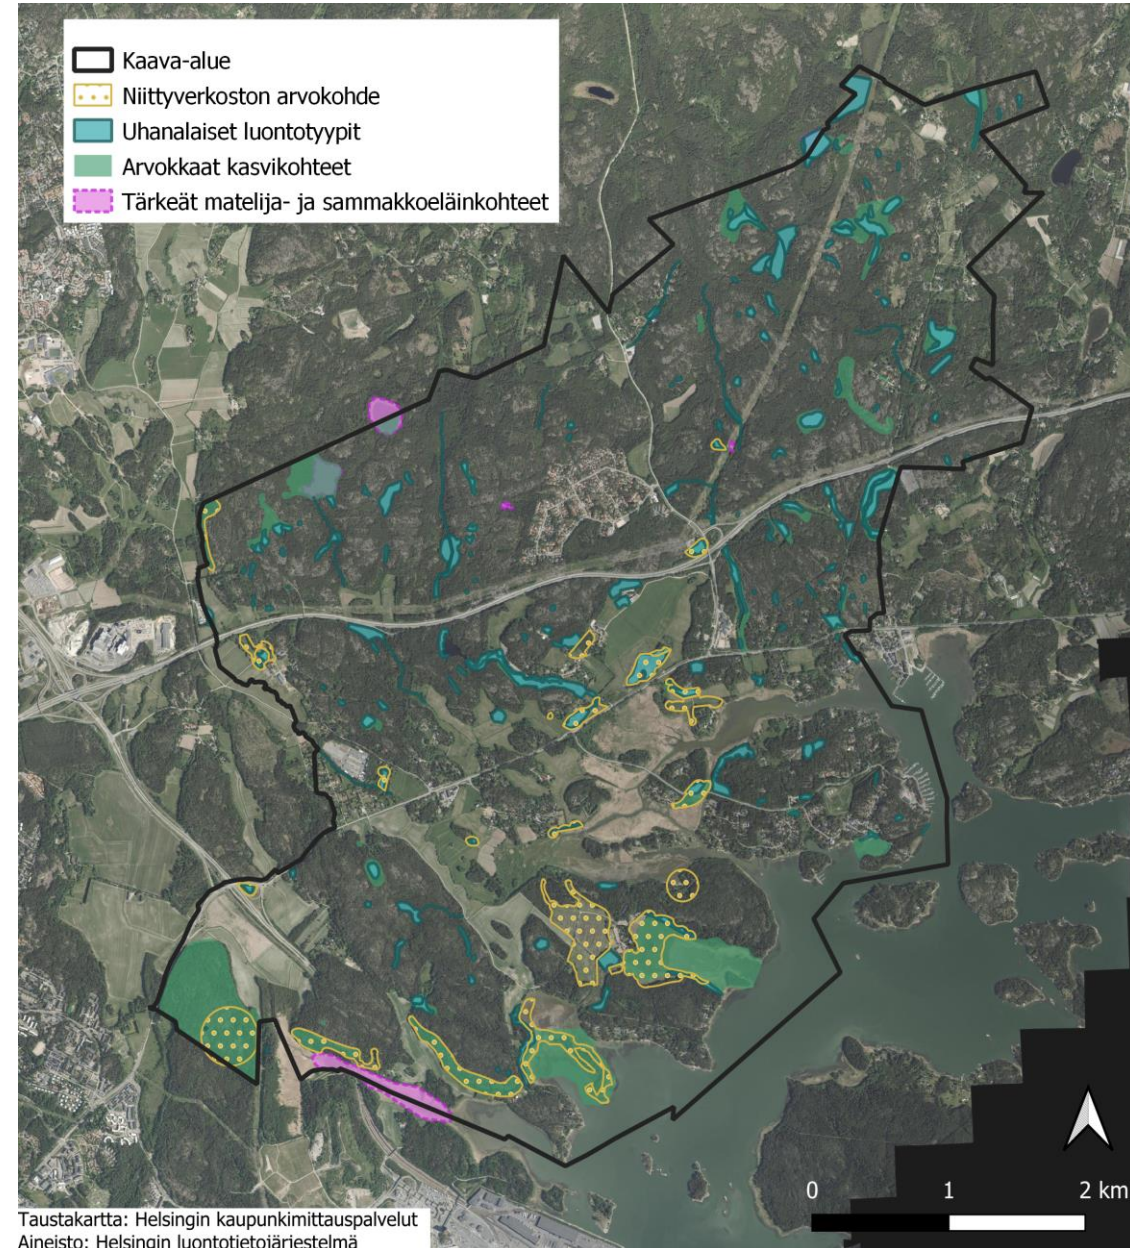 Kaava-alue
Niittyverkoston arvokohde
Uhanalaiset luontotyypit
Arvokkaat kasvikohteet
Tärkeät matelija- ja sammakkoeläinkohteet
0 1 2 km
Taustakartta: Helsingin kaupunkimittauspalvelut
Aineisto: Helsingin luontotietojärjestelmä